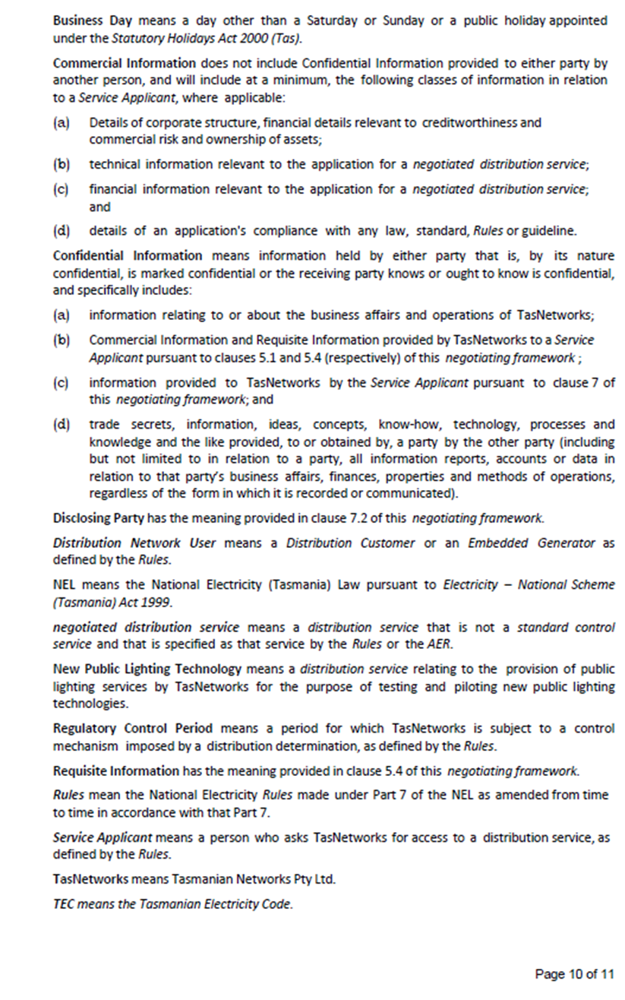 Business Day means a day other than a Saturday or Sunday or a public holiday appointed
under the Statutory Holidays Act 2000 (Tas).
Commercial Information does not include Confidential Information provided to either party by
another person, and will include at a minimum, the following classes of information in relation
to a Service Applicant, where applicable:
(a) Details of corporate structure, financial details relevant to creditworthiness and
commercial risk and ownership of assets;
(b) technical information relevant to the application for a negotiated distribution service;
(c) financial information relevant to the application for a negotiated distribution service;
and
(d) details of an application's compliance with any law, standard, Rules or guideline.
Confidential Information means information held by either party that is, by its nature
confidential, is marked confidential or the receiving party knows or ought to know is confidential,
and specifically includes:
(a) information relating to or about the business affairs and operations of TasNetworks;
(b) Commercial Information and Requisite Information provided by TasNetworks to a Service
Applicant pursuant to clauses 5.1 and 5.4 (respectively) of this negotiating framework ;
(c) information provided to TasNetworks by the Service Applicant pursuant to clause 7 of
this negotiating framework; and
(d) trade secrets, information, ideas, concepts, know-how, technology, processes and
knowledge and the like provided, to or obtained by, a party by the other party (including
but not limited to in relation to a party, all information reports, accounts or data in
relation to that party's business affairs, finances, properties and methods of operations,
regardless of the form in which it is recorded or communicated).
Disclosing Party has the meaning provided in clause 7.2 of this negotiating framework.
Distribution Network User means a Distribution Customer or an Embedded Generator as
defined by the Rules.
NEL means the National Electricity (Tasmania) Law pursuant to Electricity – National Scheme
(Tasmania) Act 1999.
negotiated distribution service means a distribution service that is not a standard control
service and that is specified as that service by the Rules or the AER.
New Public Lighting Technology means a distribution service relating to the provision of public
lighting services by TasNetworks for the purpose of testing and piloting new public lighting
technologies.
Regulatory Control Period means a period for which TasNetworks is subject to a control
mechanism imposed by a distribution determination, as defined by the Rules.
Requisite Information has the meaning provided in clause 5.4 of this negotiating framework.
Rules mean the National Electricity Rules made under Part 7 of the NEL as amended from time
to time in accordance with that Part 7.
Service Applicant means a person who asks TasNetworks for access to a distribution service, as
defined by the Rules.
TasNetworks means Tasmanian Networks Pty Ltd.
TEC means the Tasmanian Electricity Code.
Page 10 of 11